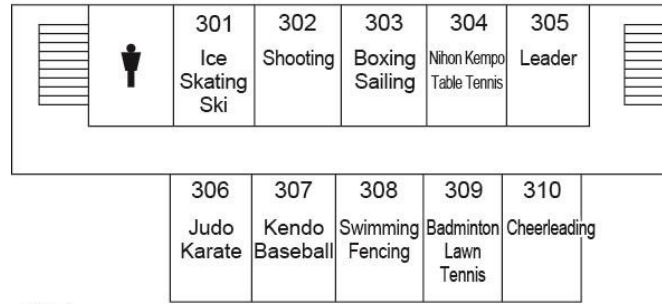 301
Ice
Skating
Ski
302
Shooting
303
Boxing
Sailing
304
Nihon Kempo
Table Tennis
305
Leader
306
Judo
Karate
307
Kendo
Baseball
308
Swimming
Fencing
309
Badminton
Lawn
Tennis
310
Cheerleading